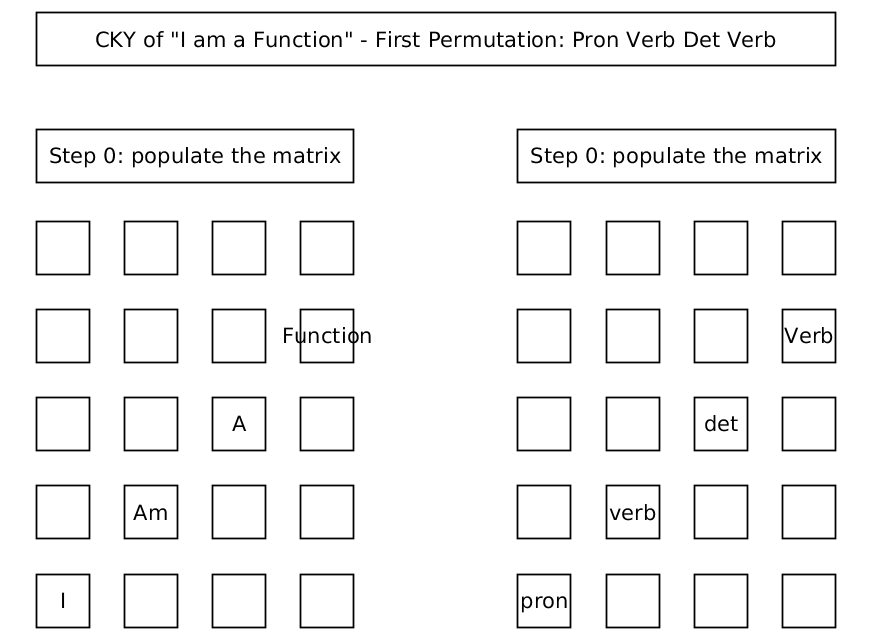 CKY of "I am a Function" - First Permutation: Pron Verb Det Verb
Step 0: populate the matrix
Step 0: populate the matrix
Function
A
Am
I
Verb
det
verb
pron